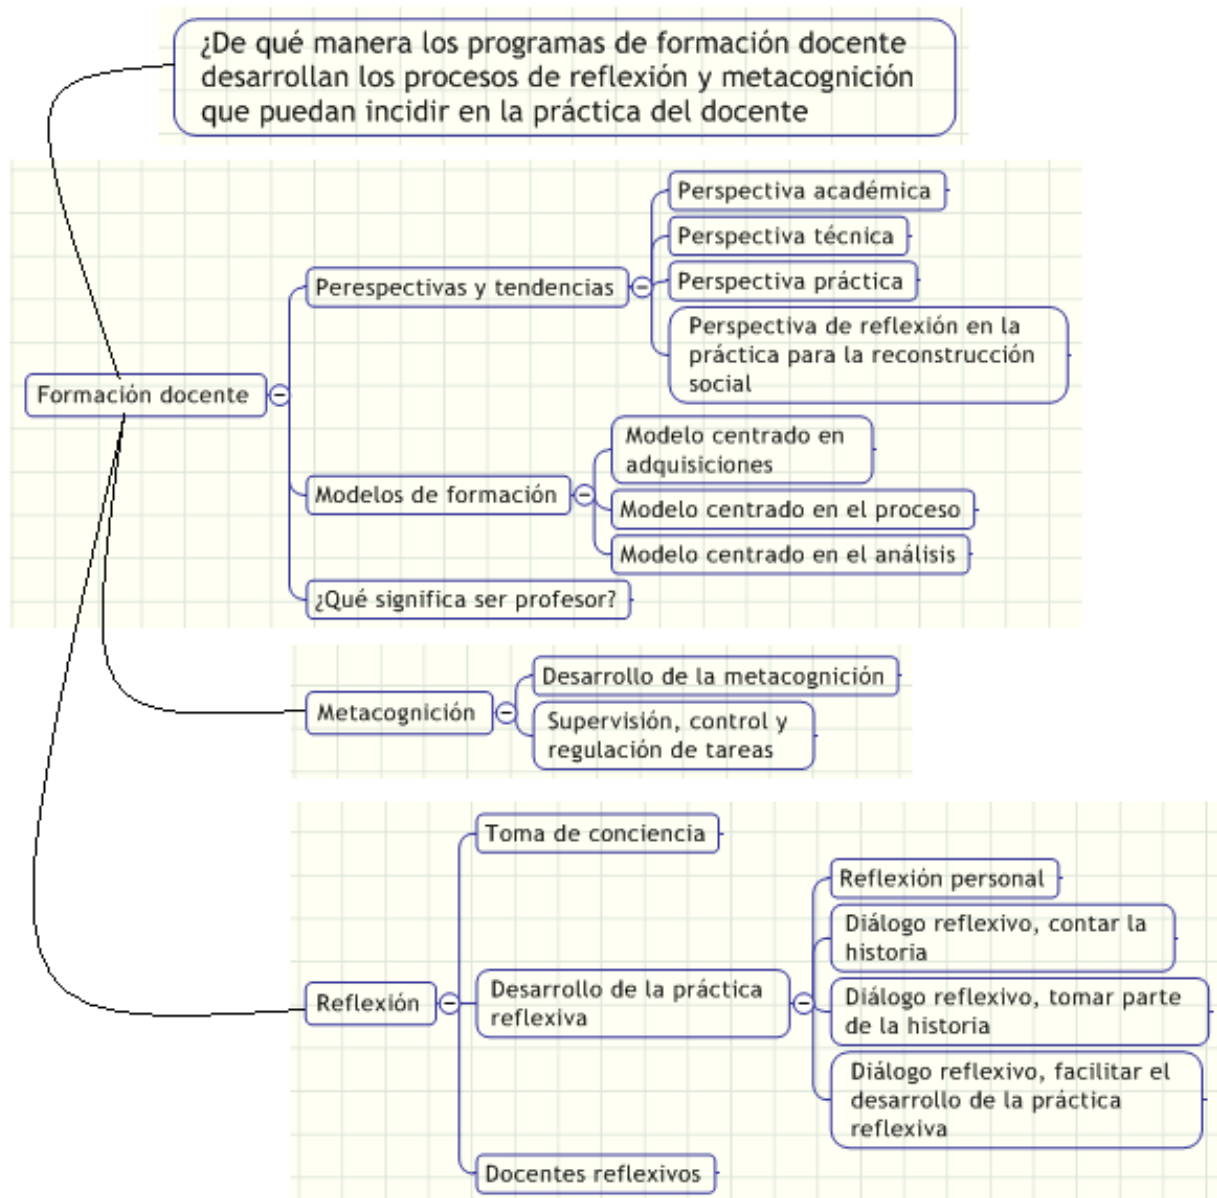 ¿De qué manera los programas de formación docente
desarrollan los procesos de reflexión y metacognición
que puedan incidir en la práctica del docente
Formación docente
Perespectivas y tendencias
Perspectiva académica
Perspectiva técnica
Perspectiva práctica
Perspectiva de reflexión en la
práctica para la reconstrucción
social
Modelos de formación
Modelo centrado en
adquisiciones
Modelo centrado en el proceso
Modelo centrado en el análisis
¿Qué significa ser profesor?
Metacognición
Desarrollo de la metacognición
Supervisión, control y
regulación de tareas
Reflexión
Toma de conciencia
Desarrollo de la práctica
reflexiva
Reflexión personal
Diálogo reflexivo, contar la
historia
Diálogo reflexivo, tomar parte
de la historia
Diálogo reflexivo, facilitar el
desarrollo de la práctica
reflexiva
Docentes reflexivos